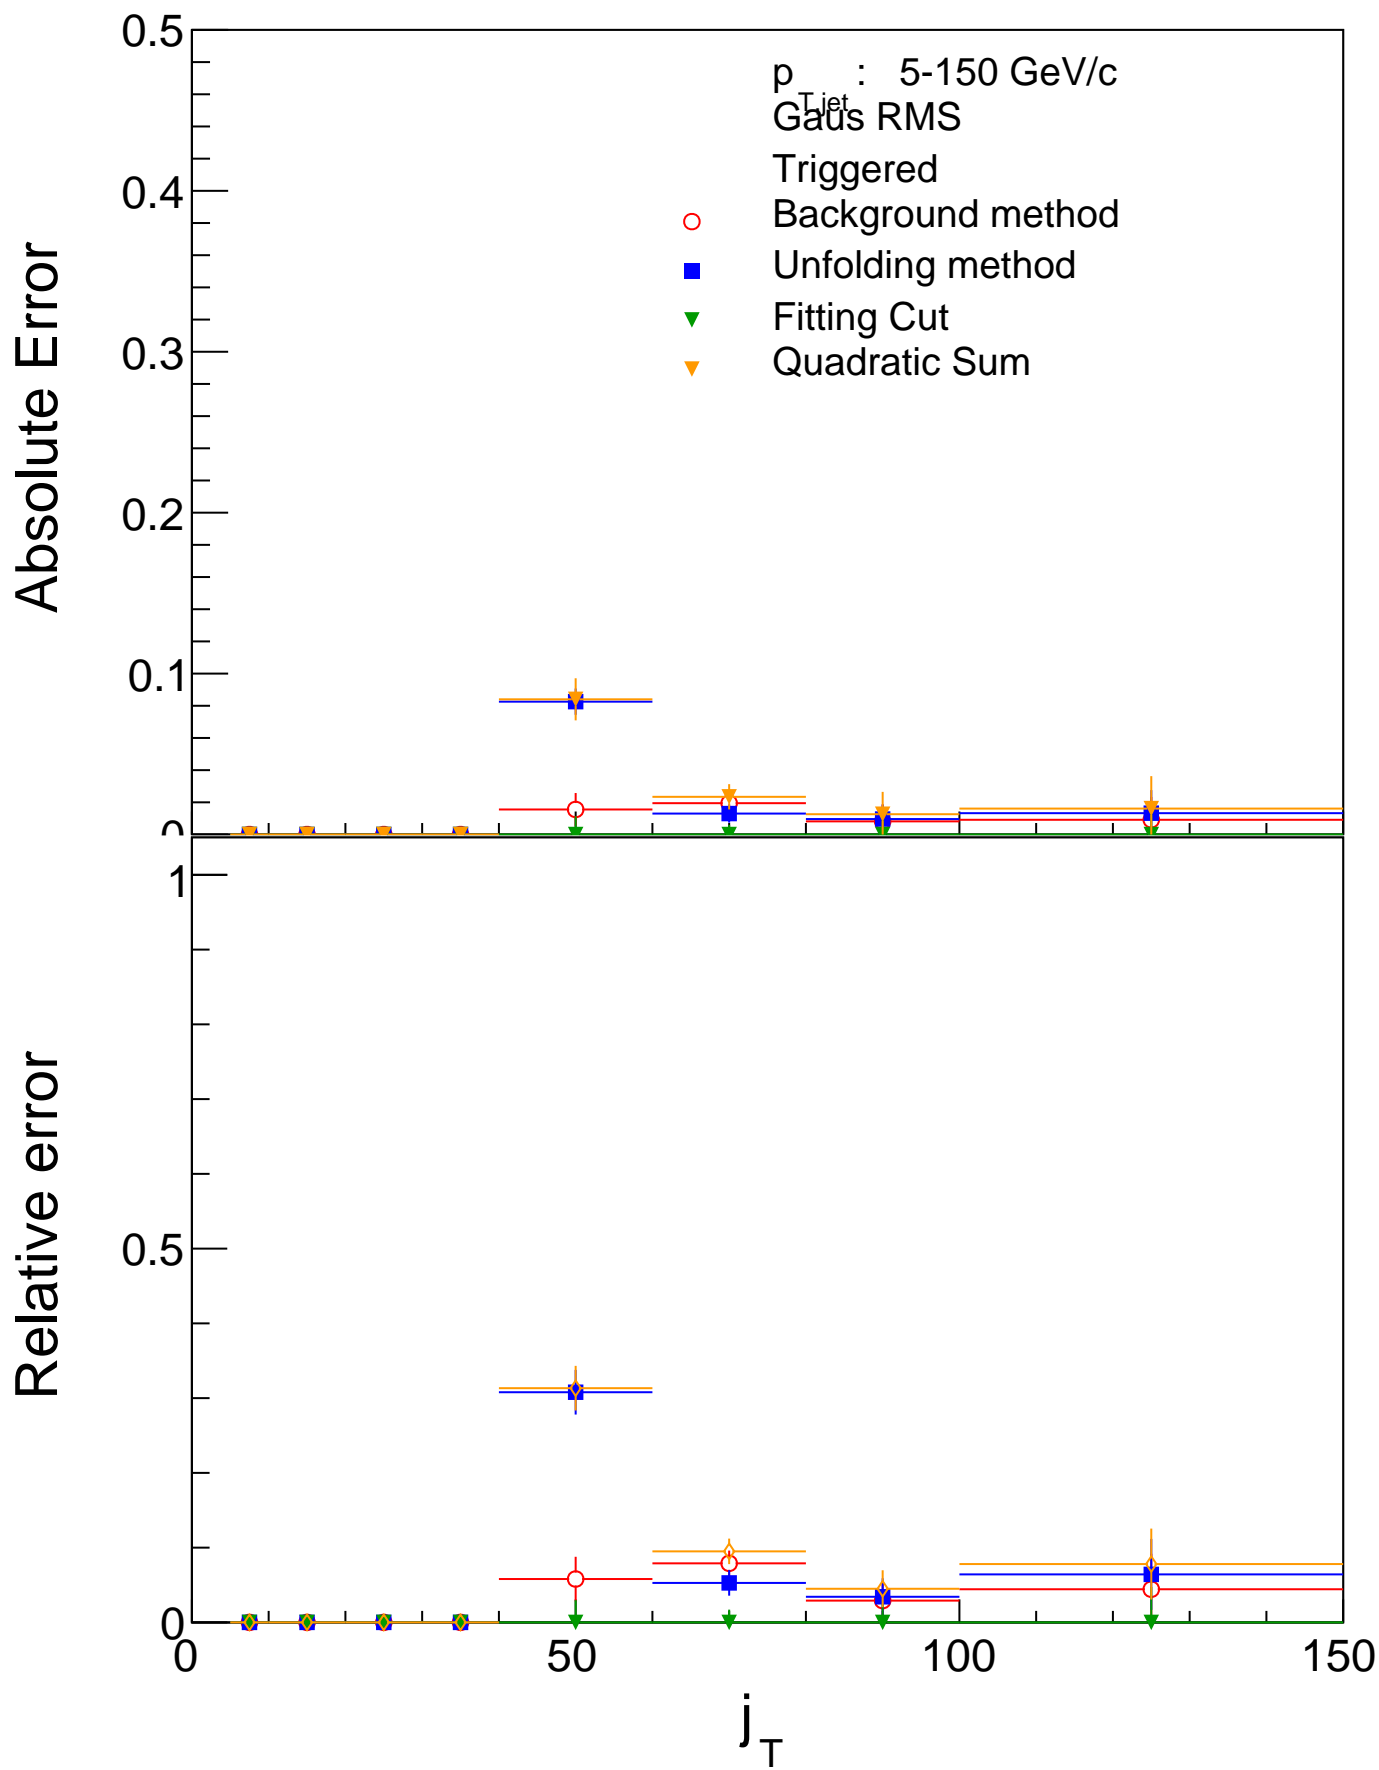 0.5
p T,jet : 5-150 GeV/c
Gaus RMS
Triggered
Background method
Unfolding method
Fitting Cut
Quadratic Sum
0.4
0.3
0.2
0.1
0
Absolute Error
1
0.5
0
Relative error
0 50 100 150
j T